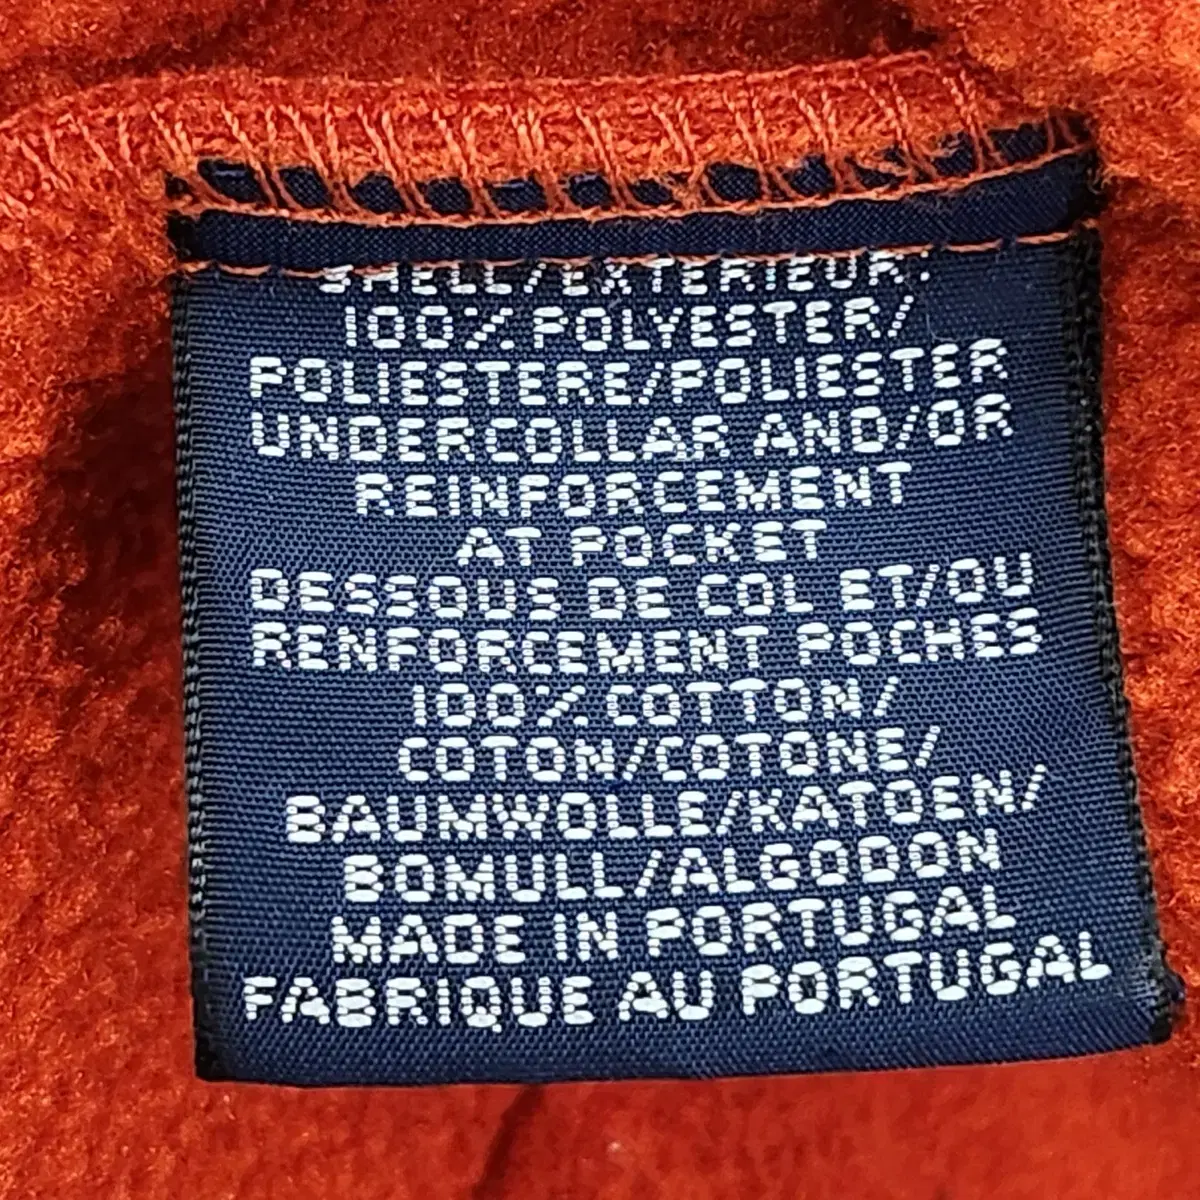 SHELL/EXTERIEUR:
100% POLYESTER/
POLIESTERE/POLIESTER
UNDERCOLLAR AND/OR
REINFORCEMENT
AT POCKET
DESSOUS DE COL ET/OU
RENFORCEMENT POCHES
100% COTTON/
COTON/COTONE/
BAUMWOLLE/KATOEN/
BOMULL/ALGODON
MADE IN PORTUGAL
FABRIQUE AU PORTUGAL